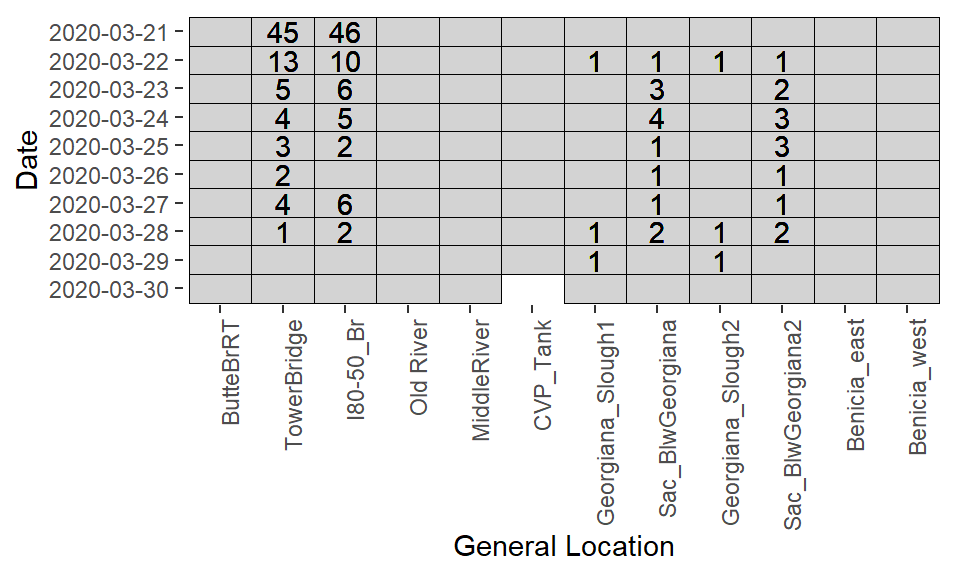 2020-03-21 45 46
2020-03-22 13 10 1 1 1 1
2020-03-23 5 6 3 2
2020-03-24 4 5 4 3
2020-03-25 3 2 1 3
2020-03-26 2 1 1
2020-03-27 4 6 1 1
2020-03-28 1 2 1 2 1 2
2020-03-29 1 1
2020-03-30
Date
ButteBrRT
TowerBridge
I80-50_Br
Old River
MiddleRiver
CVP_Tank
Georgiana_Slough1
Sac_BlwGeorgiana
Georgiana_Slough2
Sac_BlwGeorgiana2
Benicia_east
Benicia_west
General Location